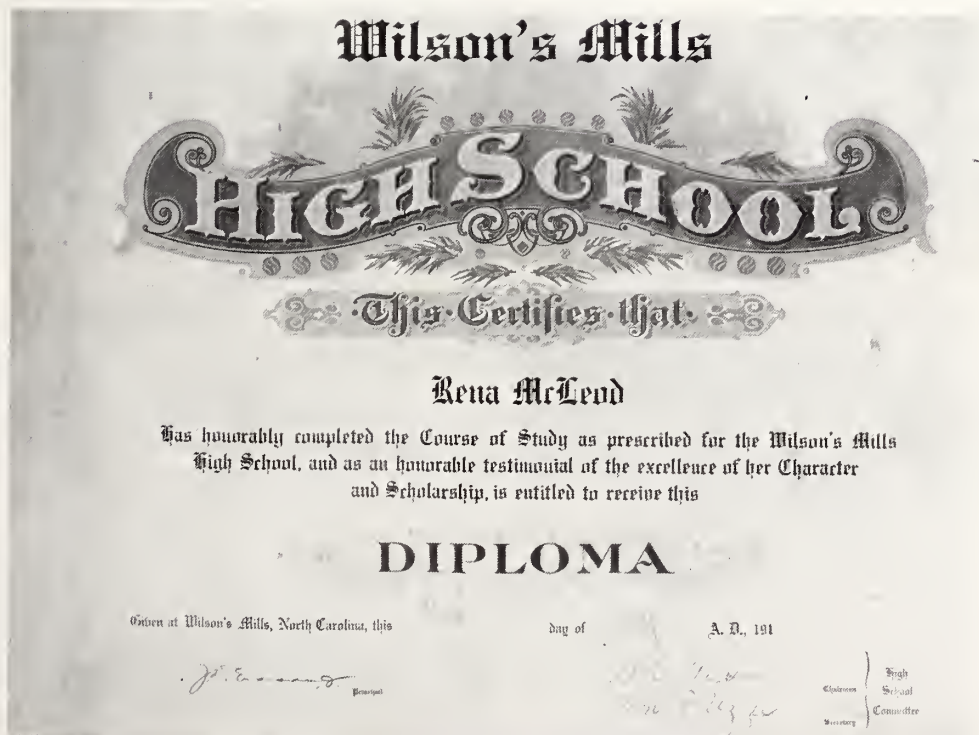 Wilson's Mills
HIGH SCHOOL
This · Certifies · that
Rena McLeod
Has honorably completed the Course of Study as prescribed for the Wilson's Mills
High School, and as an honorable testimonial of the excellence of her Character
and Scholarship, is entitled to receive this
DIPLOMA
Given at Wilson's Mills, North Carolina, this day of A. D., 191
Principal
Chairman
Secretary
High
School
Committee